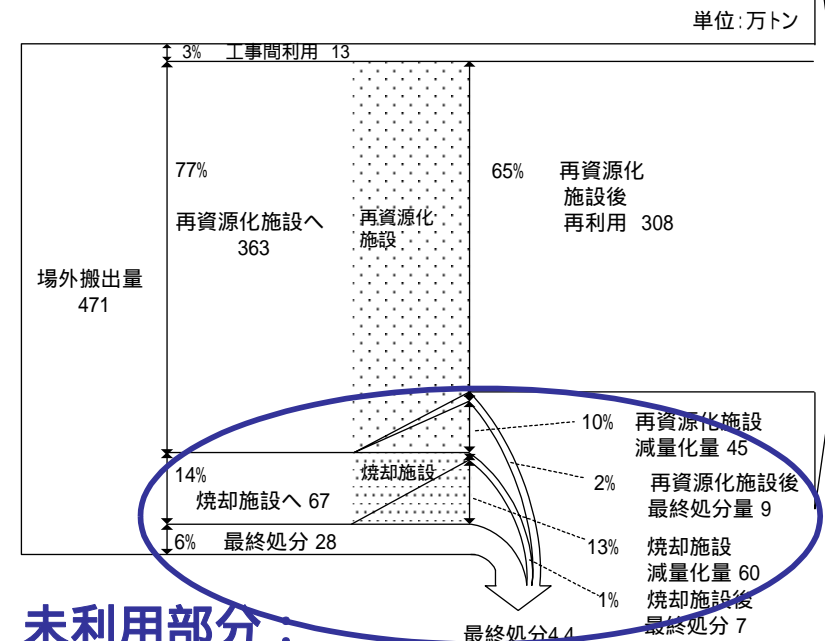 単位:万トン
3% 工事間利用 13
77%
再資源化施設へ
363
再資源化
施設
65% 再資源化
施設後
再利用 308
場外搬出量
471
10% 再資源化施設
減量化量 45
14%
焼却施設へ 67
焼却施設
2% 再資源化施設後
最終処分量 9
6% 最終処分 28
13% 焼却施設
減量化量 60
1% 焼却施設後
最終処分 7
最終処分44
未利用部分: